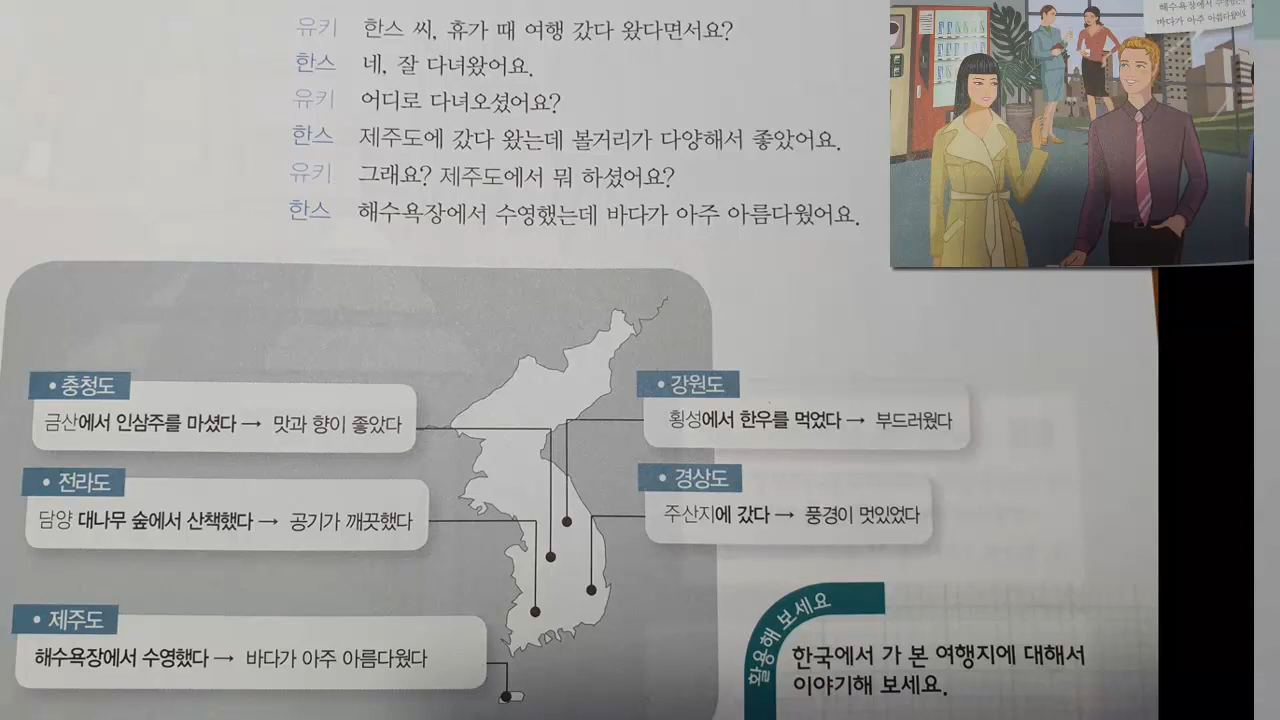 유키 한스 씨, 휴가 때 여행 갔다 왔다면서요?
한스 네, 잘 다녀왔어요.
유키 어디로 다녀오셨어요?
한스 제주도에 갔다 왔는데 볼거리가 다양해서 좋았어요.
유키 그래요? 제주도에서 뭐 하셨어요?
한스 해수욕장에서 수영했는데 바다가 아주 아름다웠어요.
해수욕장에서
바다가 아주 아름다웠어요
• 충청도
금산에서 인삼주를 마셨다 → 맛과 향이 좋았다
• 강원도
횡성에서 한우를 먹었다 → 부드러웠다
• 전라도
담양 대나무 숲에서 산책했다 → 공기가 깨끗했다
• 경상도
주산지에 갔다 → 풍경이 멋있었다
• 제주도
해수욕장에서 수영했다 → 바다가 아주 아름다웠다
활용해 보세요
한국에서 가 본 여행지에 대해서
이야기해 보세요.